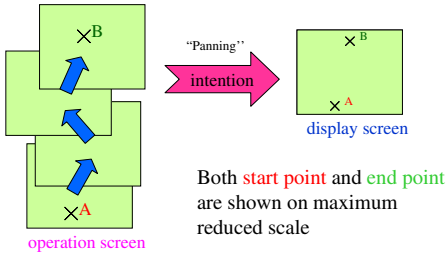 B
A
operation screen
“Panning’’
intention
B
A
display screen
Both start point and end point
are shown on maximum
reduced scale